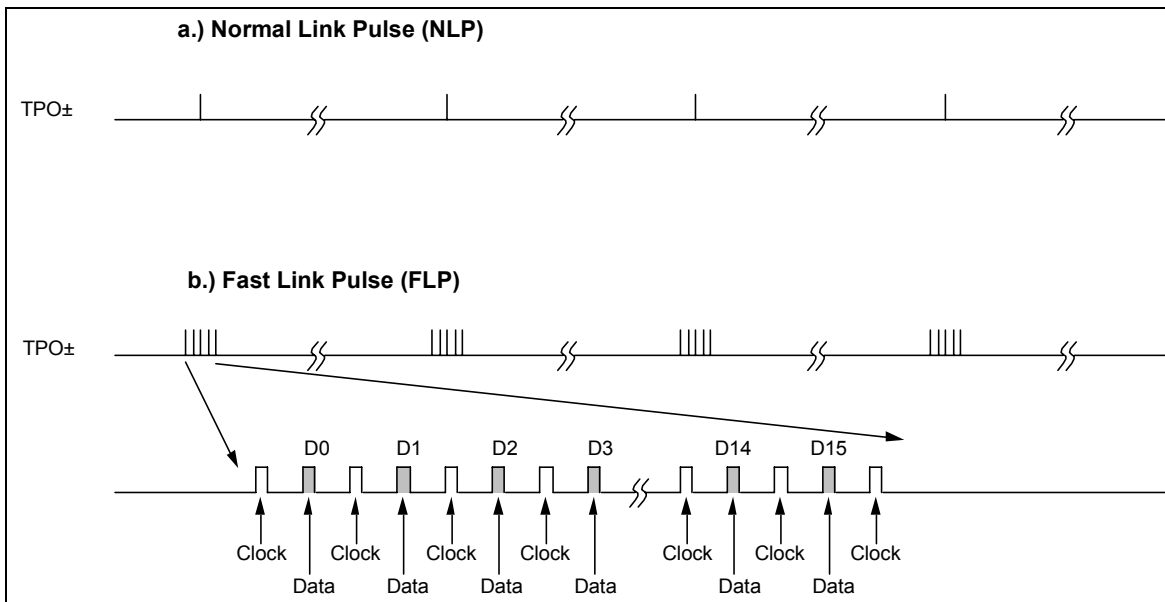 a.) Normal Link Pulse (NLP)
TPO±
b.) Fast Link Pulse (FLP)
TPO±
D0 D1 D2 D3 D14 D15
Clock Clock Clock Clock Clock Clock Clock
Data Data Data Data Data Data